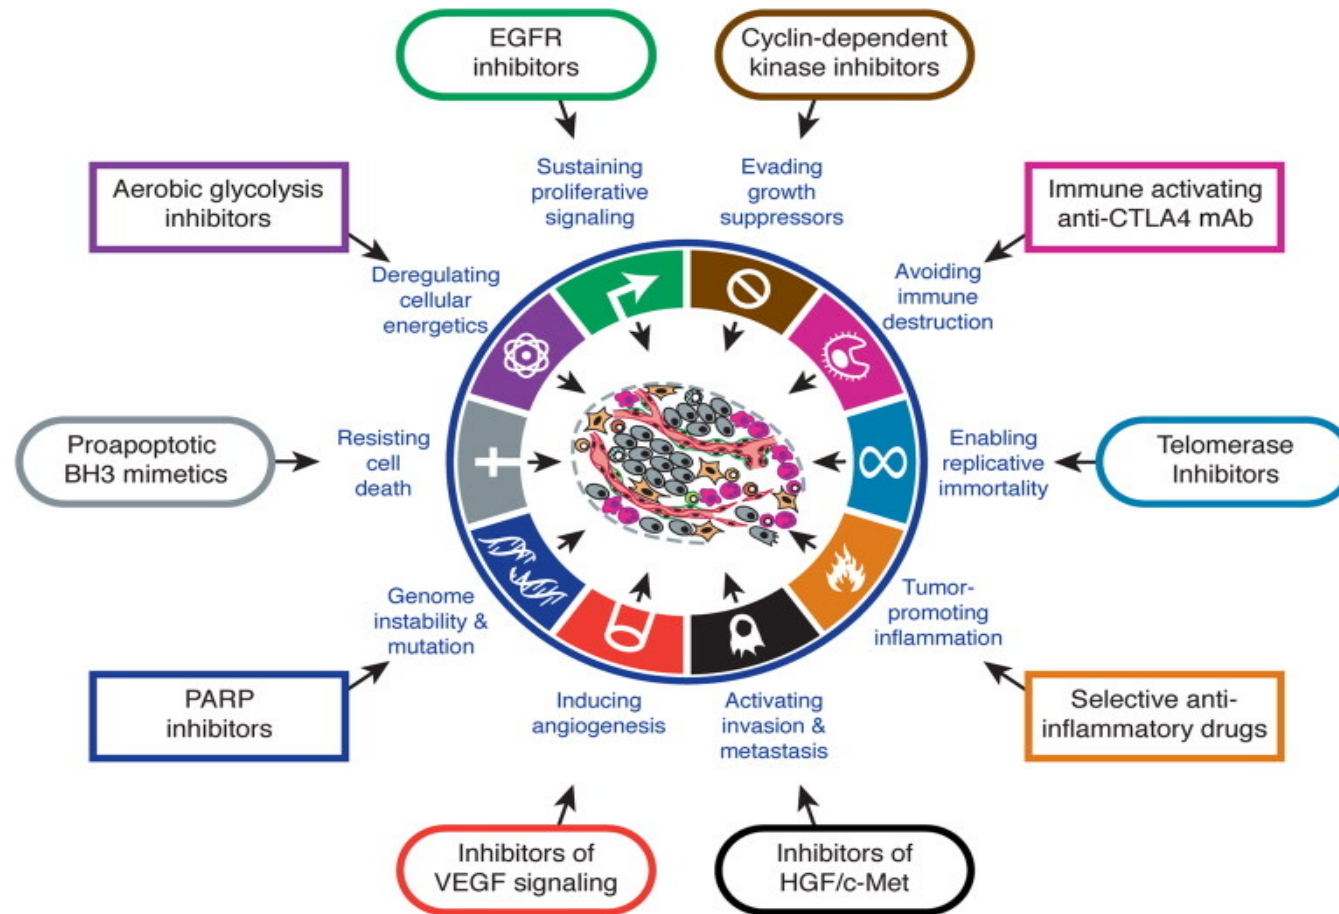 EGFR
inhibitors
Cyclin-dependent
kinase inhibitors
Sustaining
proliferative
signaling
Evading
growth
suppressors
Aerobic glycolysis
inhibitors
Immune activating
anti-CTLA4 mAb
Deregulating
cellular
energetics
Avoiding
immune
destruction
Proapoptotic
BH3 mimetics
Resisting
cell
death
Enabling
replicative
immortality
Telomerase
Inhibitors
Genome
instability &
mutation
Tumor-
promoting
inflammation
PARP
inhibitors
Inducing
angiogenesis
Activating
invasion &
metastasis
Selective anti-
inflammatory drugs
Inhibitors of
VEGF signaling
Inhibitors of
HGF/c-Met